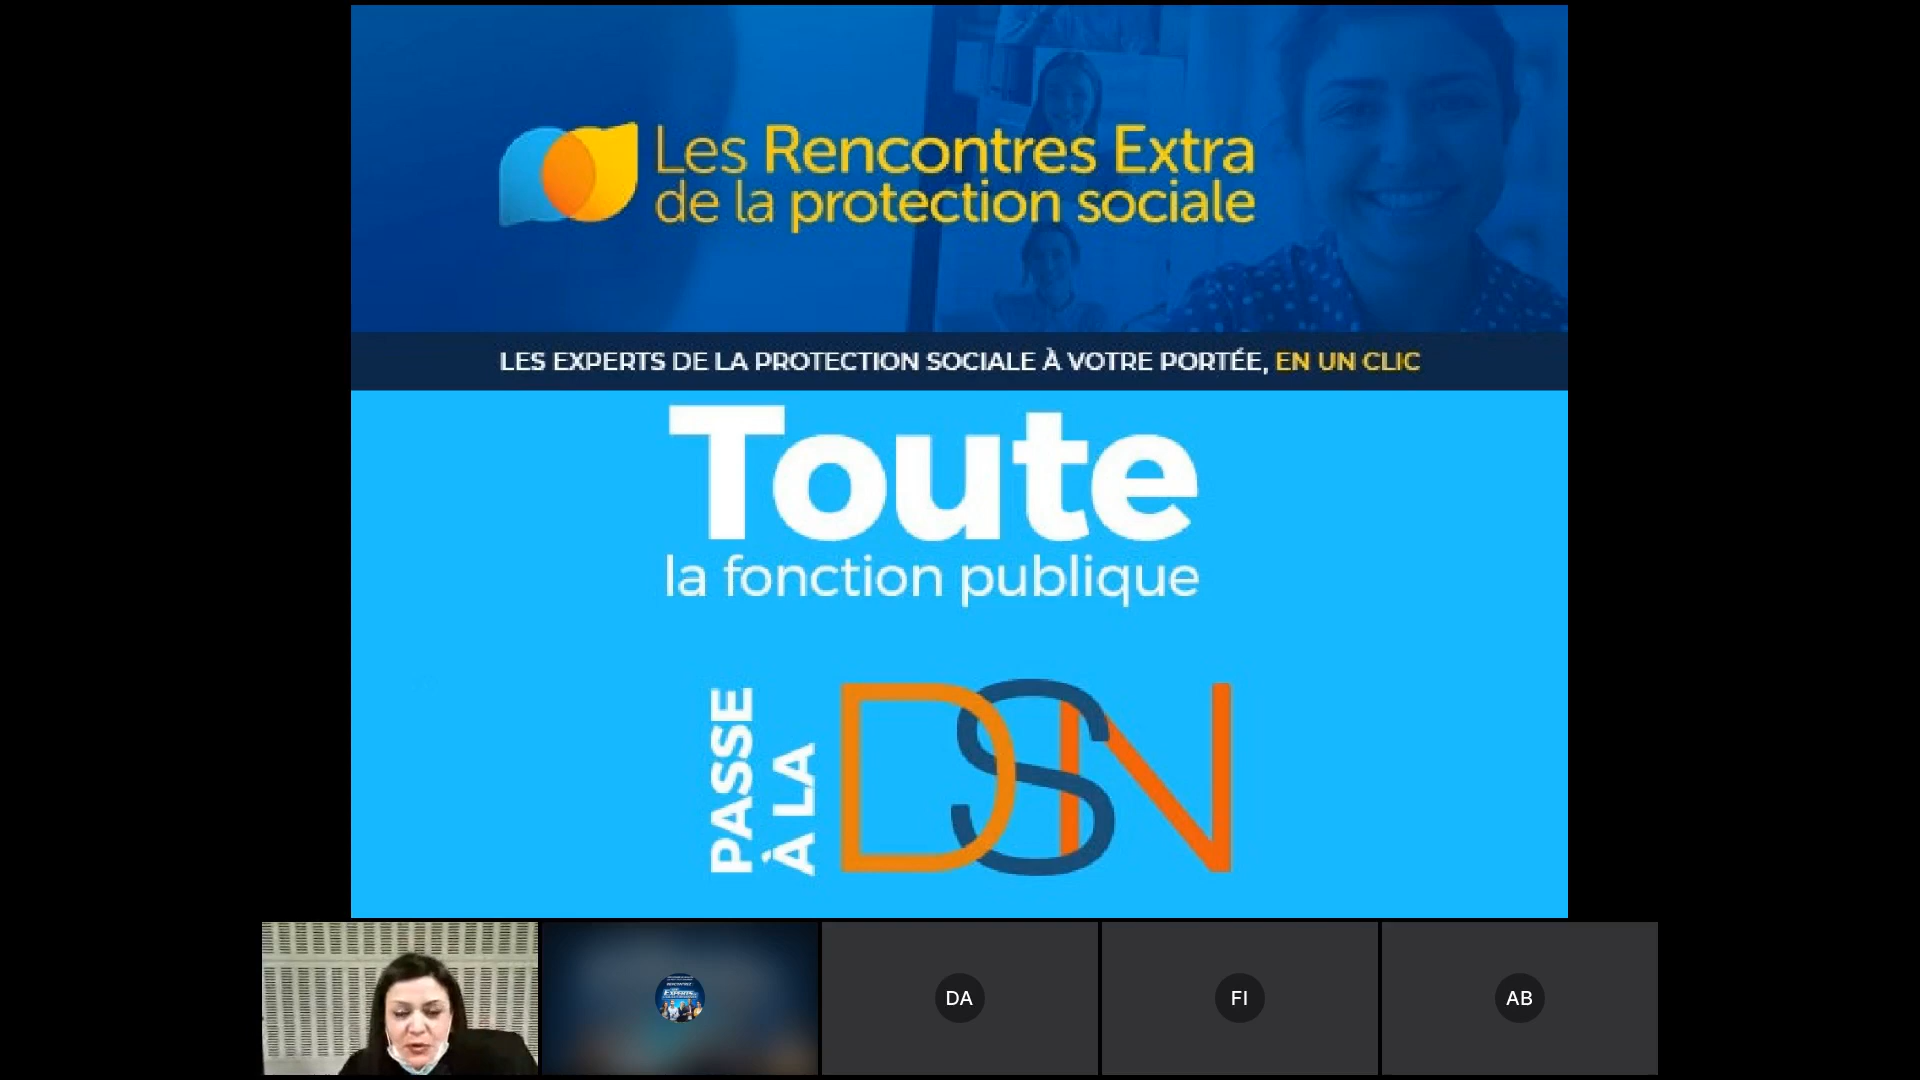 Les Rencontres Extra
de la protection sociale
LES EXPERTS DE LA PROTECTION SOCIALE À VOTRE PORTÉE, EN UN CLIC
Toute
la fonction publique
PASSE
À LA
DSN
DA
FI
AB